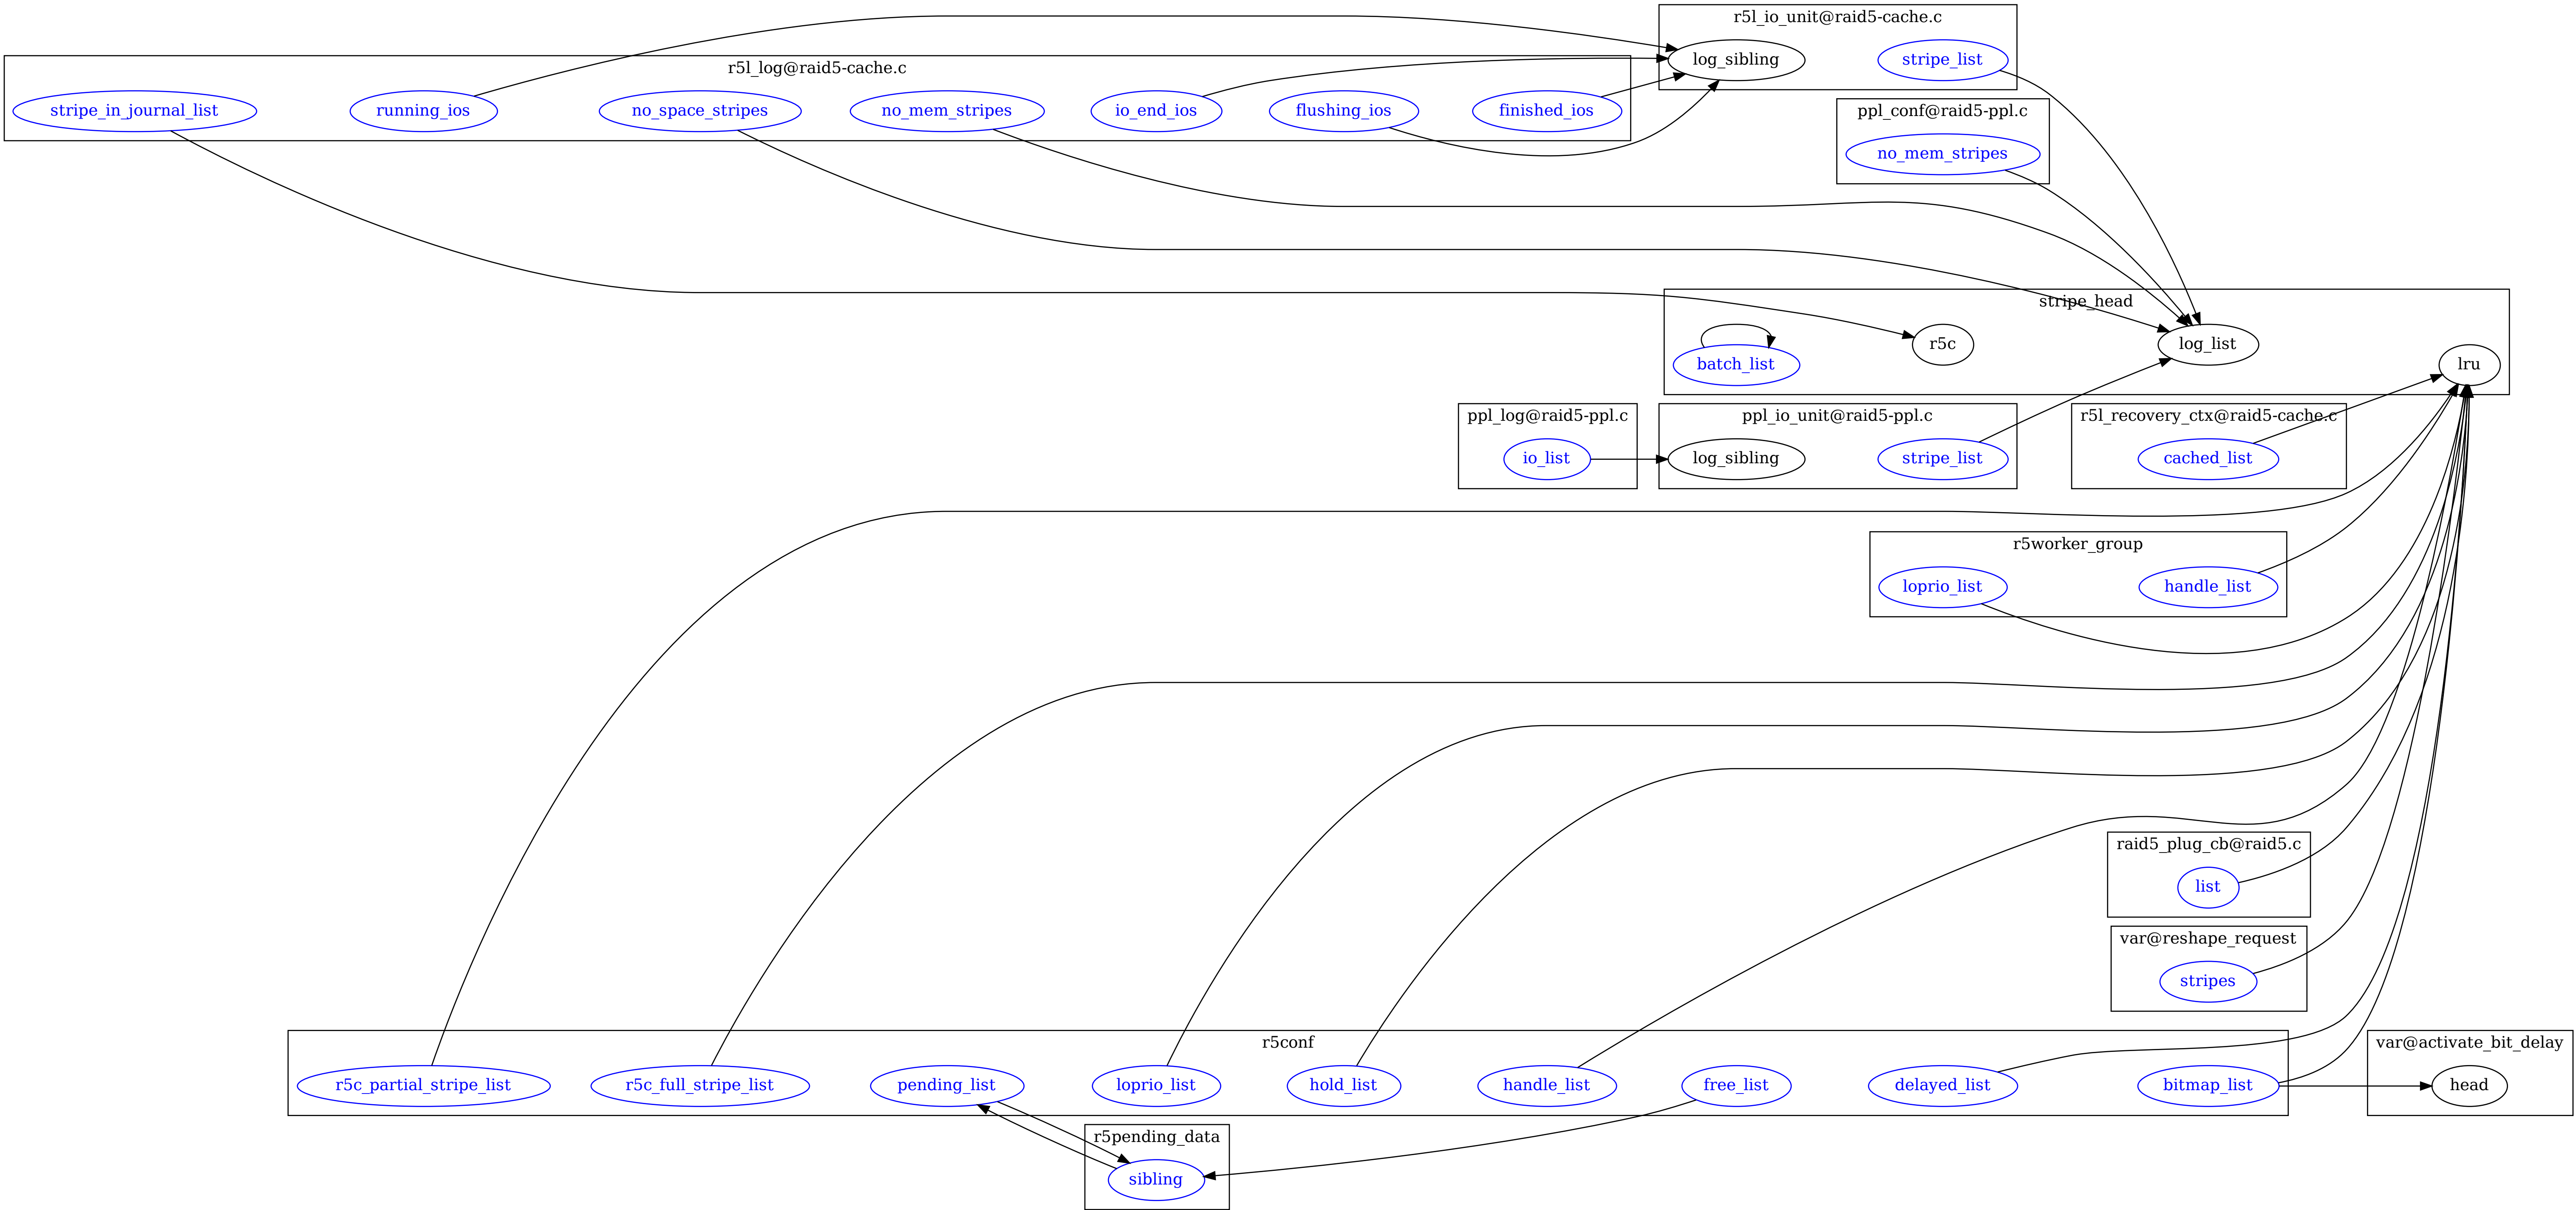 r5l_io_unit@raid5-cache.c
log_sibling
stripe_list
r5l_log@raid5-cache.c
stripe_in_journal_list
running_ios
no_space_stripes
no_mem_stripes
io_end_ios
flushing_ios
finished_ios
ppl_conf@raid5-ppl.c
no_mem_stripes
stripe_head
batch_list
r5c
log_list
lru
ppl_log@raid5-ppl.c
io_list
ppl_io_unit@raid5-ppl.c
log_sibling
stripe_list
r5l_recovery_ctx@raid5-cache.c
cached_list
r5worker_group
loprio_list
handle_list
raid5_plug_cb@raid5.c
list
var@reshape_request
stripes
r5conf
r5c_partial_stripe_list
r5c_full_stripe_list
pending_list
loprio_list
hold_list
handle_list
free_list
delayed_list
bitmap_list
var@activate_bit_delay
head
r5pending_data
sibling